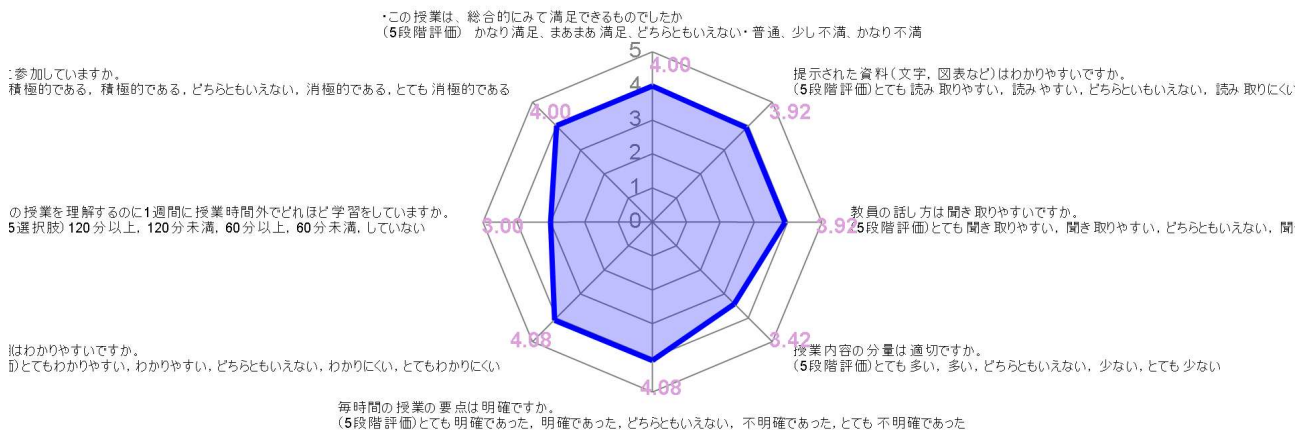 ・この授業は、総合的にみて満足できるものでしたか
(5段階評価) かなり満足、まあまあ満足、どちらともいえない・普通、少し不満、かなり不満
5
4.00
こ参加していますか。
積極的である, 積極的である, どちらともいえない, 消極的である, とても消極的である
提示された資料(文字, 図表など)はわかりやすいですか。
(5段階評価)とても読み取りやすい, 読みやすい, どちらといもいえない, 読み取りにくい
4
4.00
3.92
3
2
1
の授業を理解するのに1週間に授業時間外でどれほど学習をしていますか。
5選択肢) 120分以上, 120分未満, 60分以上, 60分未満, していない
3.00
0
教員の話し方は聞き取りやすいですか。
3.92
(5段階評価)とても聞き取りやすい, 聞き取りやすい, どちらともいえない, 聞
はわかりやすいですか。
とてもわかりやすい, わかりやすい, どちらともいえない, わかりにくい, とてもわかりにくい
4.08
3.42
授業内容の分量は適切ですか。
(5段階評価)とても多い, 多い, どちらともいえない, 少ない, とても少ない
4.08
毎時間の授業の要点は明確ですか。
(5段階評価)とても明確であった, 明確であった, どちらともいえない, 不明確であった, とても不明確であった